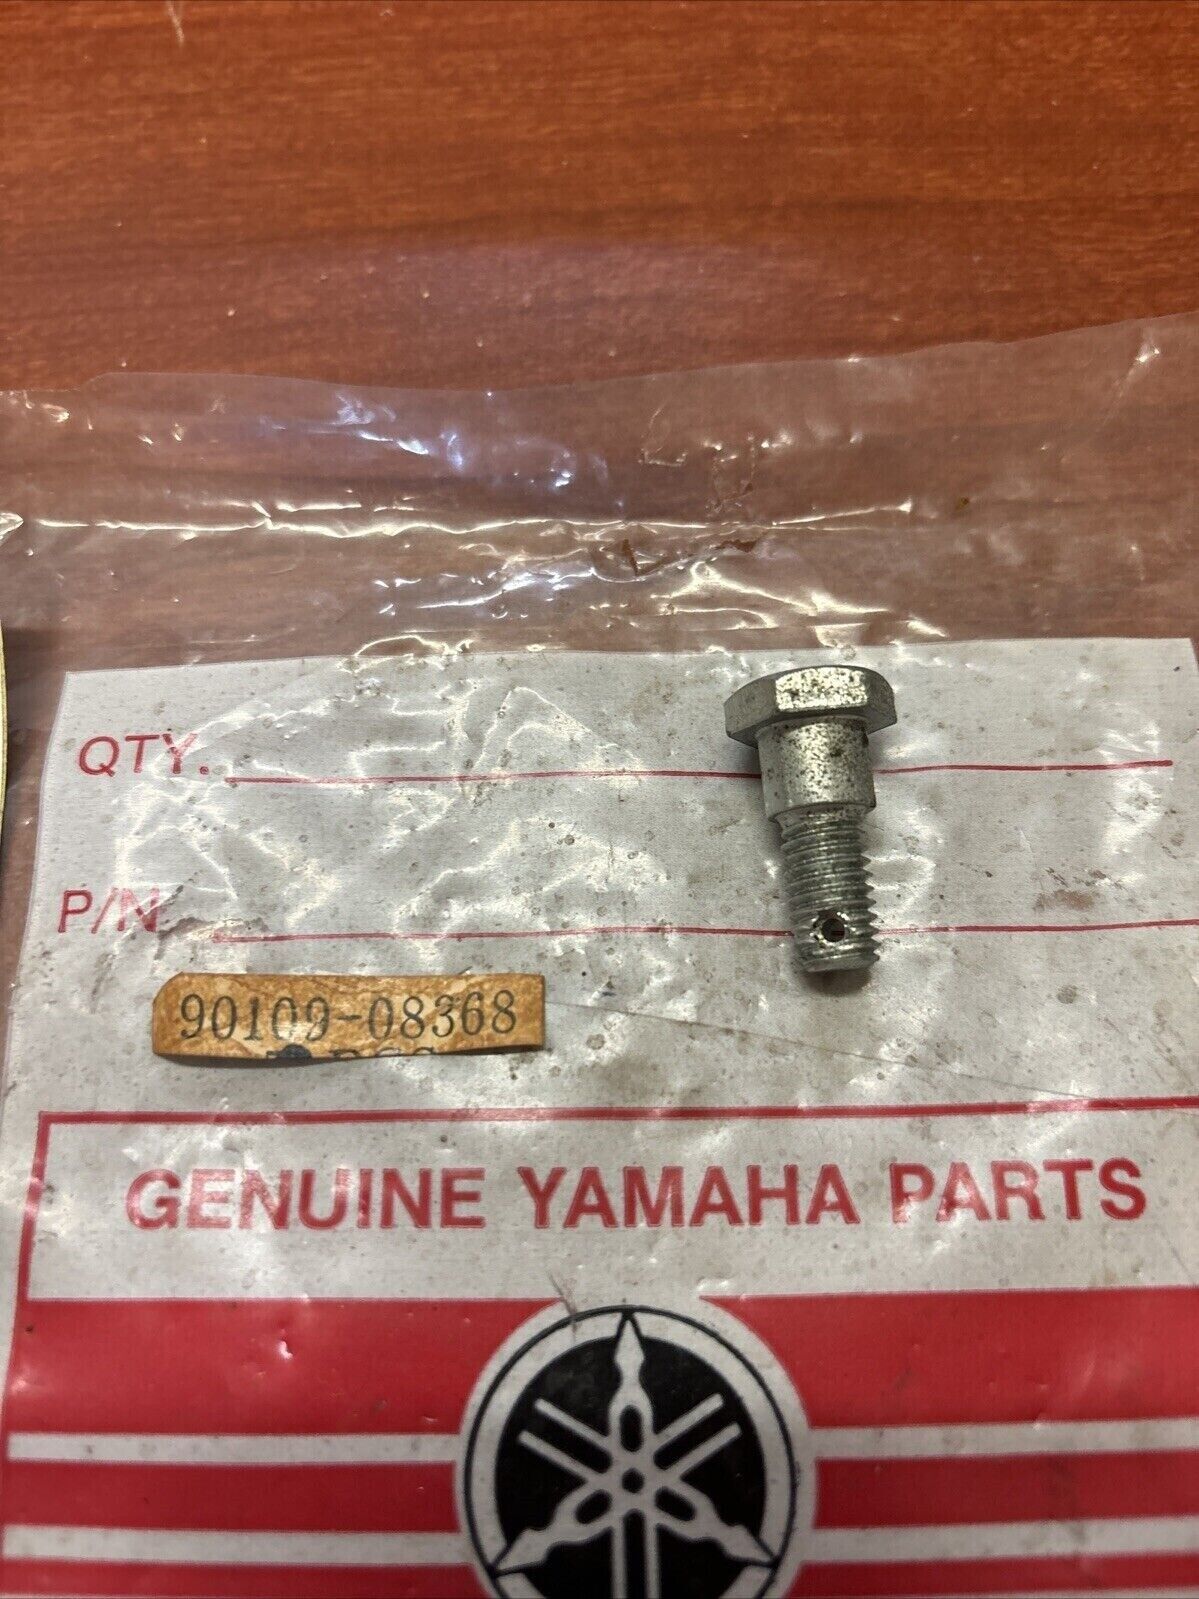 QTY.
P/N
90109-08368
GENUINE YAMAHA PARTS